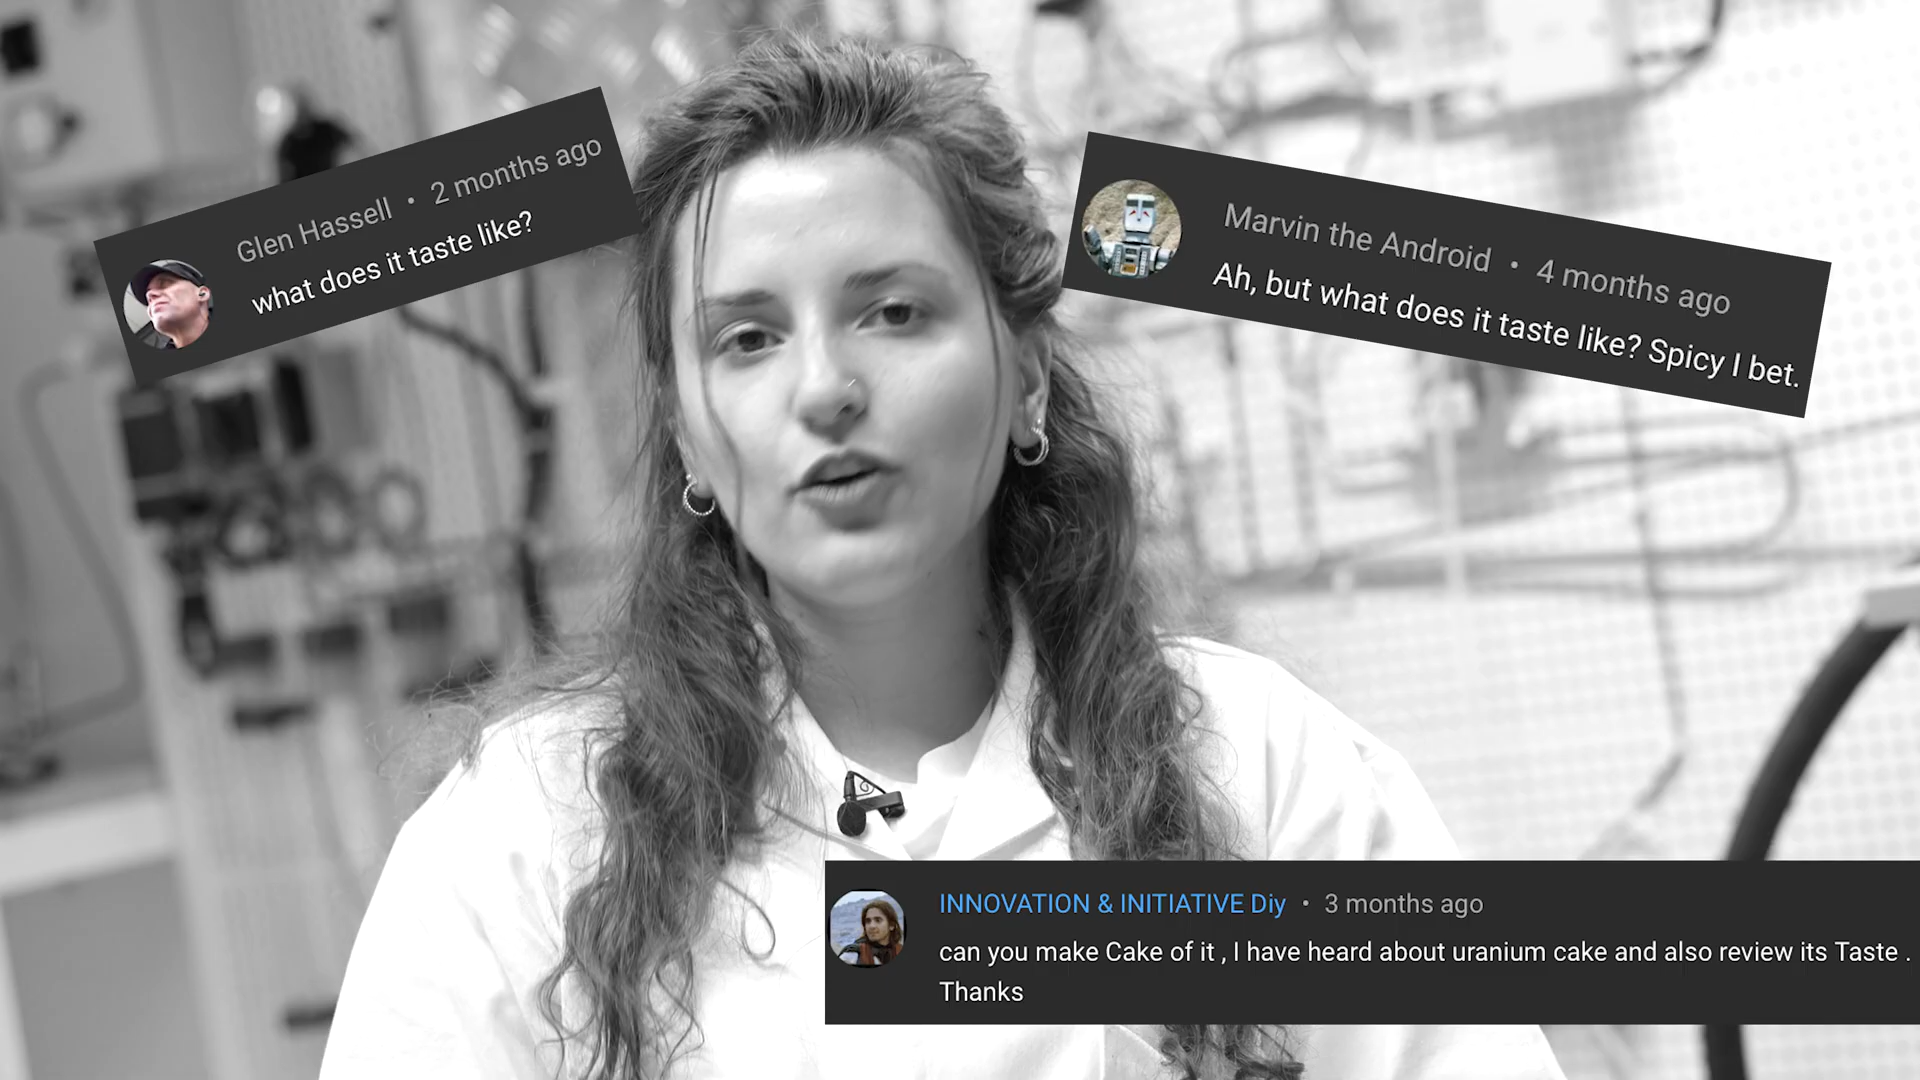 Glen Hassell • 2 months ago
what does it taste like?
Marvin the Android • 4 months ago
Ah, but what does it taste like? Spicy I bet.
INNOVATION & INITIATIVE Diy • 3 months ago
can you make Cake of it , I have heard about uranium cake and also review its Taste .
Thanks